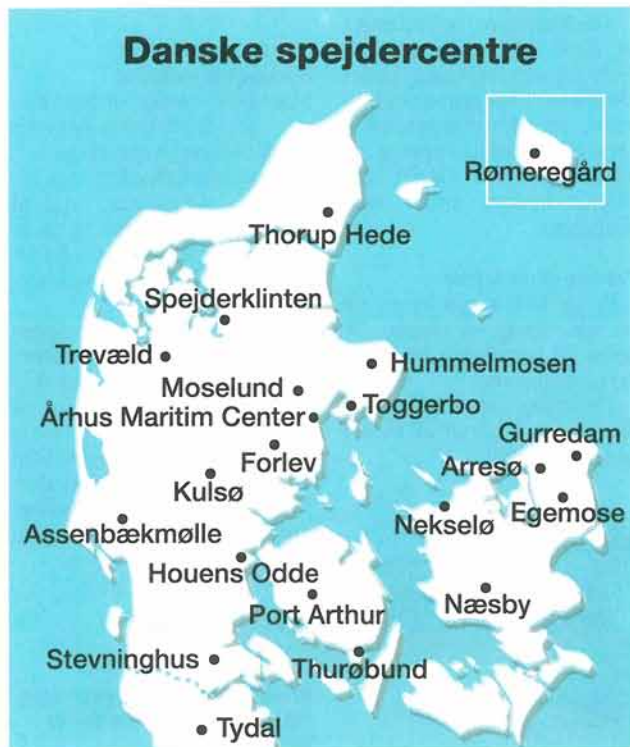 Danske spejdercentre
Rømeregård
Thorup Hede
Spejderklinten
Trevæld
Hummelmosen
Moselund
Toggerbo
Århus Maritim Center
Gurredam
Forlev
Arresø
Kulsø
Egemose
Nekselø
Assenbækmølle
Houens Odde
Port Arthur
Næsby
Stevninghus
Thurøbund
Tydal